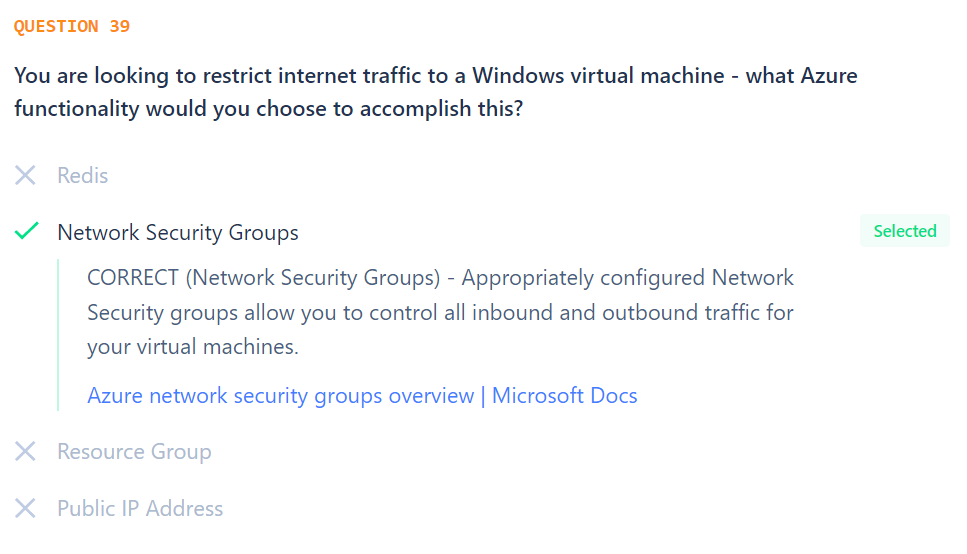 QUESTION 39
You are looking to restrict internet traffic to a Windows virtual machine - what Azure
functionality would you choose to accomplish this?
Redis
Network Security Groups
Selected
CORRECT (Network Security Groups) - Appropriately configured Network
Security groups allow you to control all inbound and outbound traffic for
your virtual machines.
Azure network security groups overview | Microsoft Docs
Resource Group
Public IP Address